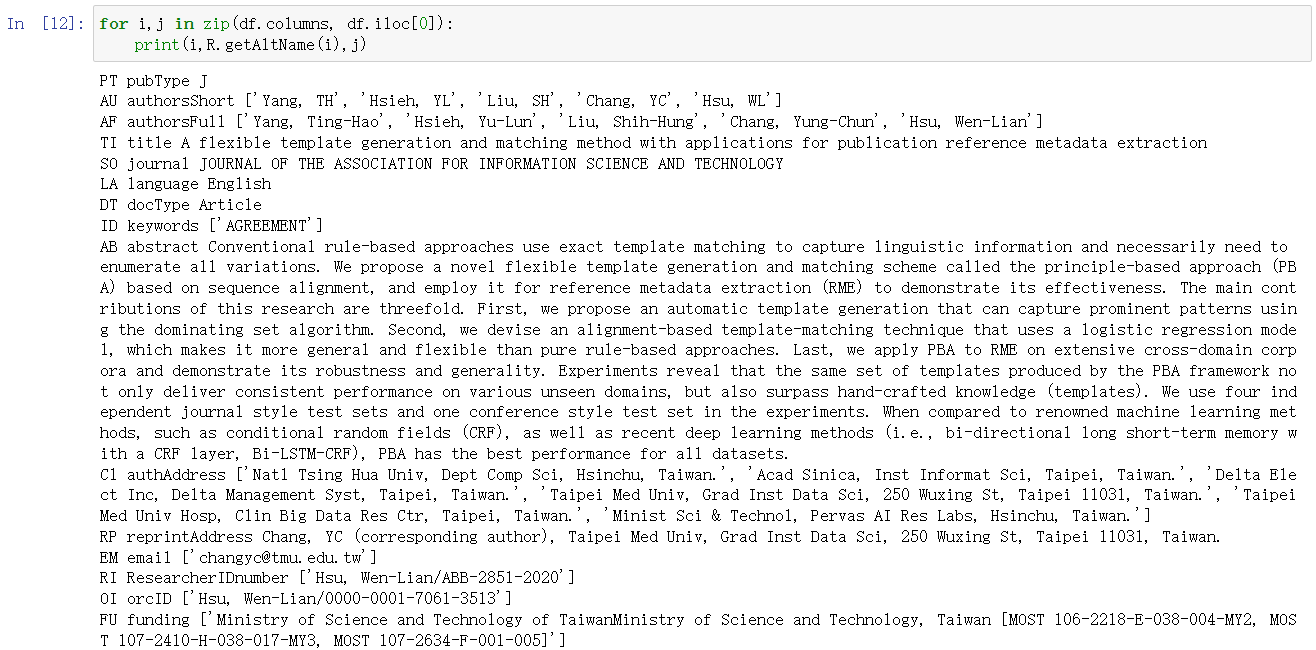 In [12]: for i,j in zip(df.columns, df.iloc[0]):
    print(i,R.getAltName(i),j)
PT pubType J
AU authorsShort ['Yang, TH', 'Hsieh, YL', 'Liu, SH', 'Chang, YC', 'Hsu, WL']
AF authorsFull ['Yang, Ting-Hao', 'Hsieh, Yu-Lun', 'Liu, Shih-Hung', 'Chang, Yung-Chun', 'Hsu, Wen-Lian']
TI title A flexible template generation and matching method with applications for publication reference metadata extraction
SO journal JOURNAL OF THE ASSOCIATION FOR INFORMATION SCIENCE AND TECHNOLOGY
LA language English
DT docType Article
ID keywords ['AGREEMENT']
AB abstract Conventional rule-based approaches use exact template matching to capture linguistic information and necessarily need to
enumerate all variations. We propose a novel flexible template generation and matching scheme called the principle-based approach (PB
A) based on sequence alignment, and employ it for reference metadata extraction (RME) to demonstrate its effectiveness. The main cont
ributions of this research are threefold. First, we propose an automatic template generation that can capture prominent patterns usin
g the dominating set algorithm. Second, we devise an alignment-based template-matching technique that uses a logistic regression mode
l, which makes it more general and flexible than pure rule-based approaches. Last, we apply PBA to RME on extensive cross-domain corp
ora and demonstrate its robustness and generality. Experiments reveal that the same set of templates produced by the PBA framework no
t only deliver consistent performance on various unseen domains, but also surpass hand-crafted knowledge (templates). We use four ind
ependent journal style test sets and one conference style test set in the experiments. When compared to renowned machine learning met
hods, such as conditional random fields (CRF), as well as recent deep learning methods (i.e., bi-directional long short-term memory w
ith a CRF layer, Bi-LSTM-CRF), PBA has the best performance for all datasets.
C1 authAddress ['Natl Tsing Hua Univ, Dept Comp Sci, Hsinchu, Taiwan.', 'Acad Sinica, Inst Informat Sci, Taipei, Taiwan.', 'Delta Ele
ct Inc, Delta Management Syst, Taipei, Taiwan.', 'Taipei Med Univ, Grad Inst Data Sci, 250 Wuxing St, Taipei 11031, Taiwan.', 'Taipei
Med Univ Hosp, Clin Big Data Res Ctr, Taipei, Taiwan.', 'Minist Sci & Technol, Pervas AI Res Labs, Hsinchu, Taiwan.']
RP reprintAddress Chang, YC (corresponding author), Taipei Med Univ, Grad Inst Data Sci, 250 Wuxing St, Taipei 11031, Taiwan.
EM email ['changyc@tmu.edu.tw']
RI ResearcherIDnumber ['Hsu, Wen-Lian/ABB-2851-2020']
OI orcID ['Hsu, Wen-Lian/0000-0001-7061-3513']
FU funding ['Ministry of Science and Technology of TaiwanMinistry of Science and Technology, Taiwan [MOST 106-2218-E-038-004-MY2, MOS
T 107-2410-H-038-017-MY3, MOST 107-2634-F-001-005]']